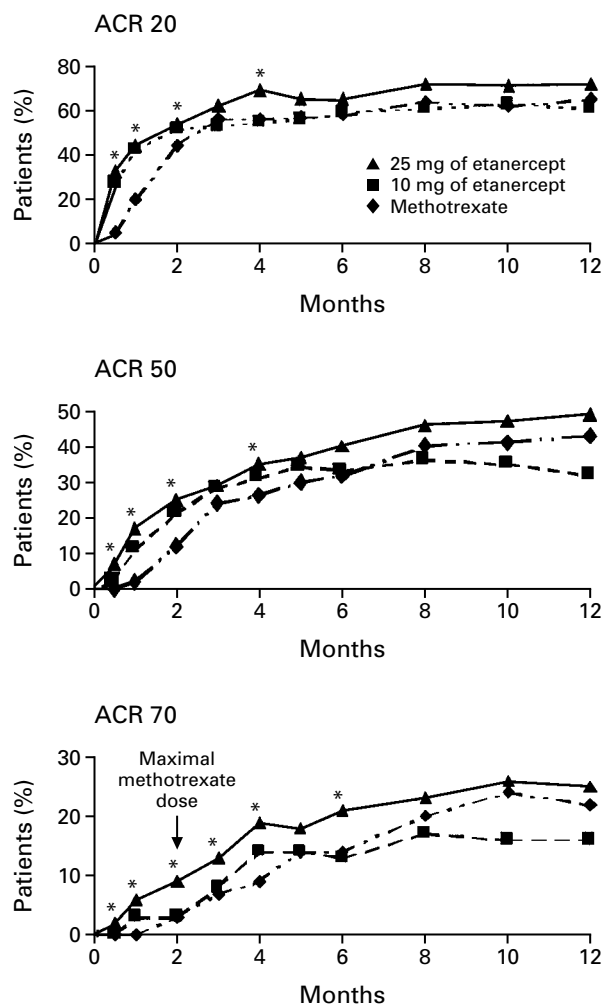 ACR 20
80
60
40
20
0
Patients (%)
* * * *
25 mg of etanercept
10 mg of etanercept
Methotrexate
0 2 4 6 8 10 12
Months
ACR 50
50
40
30
20
10
0
Patients (%)
* * * *
0 2 4 6 8 10 12
Months
ACR 70
30
20
10
0
Patients (%)
Maximal
methotrexate
dose
* * * * * *
0 2 4 6 8 10 12
Months